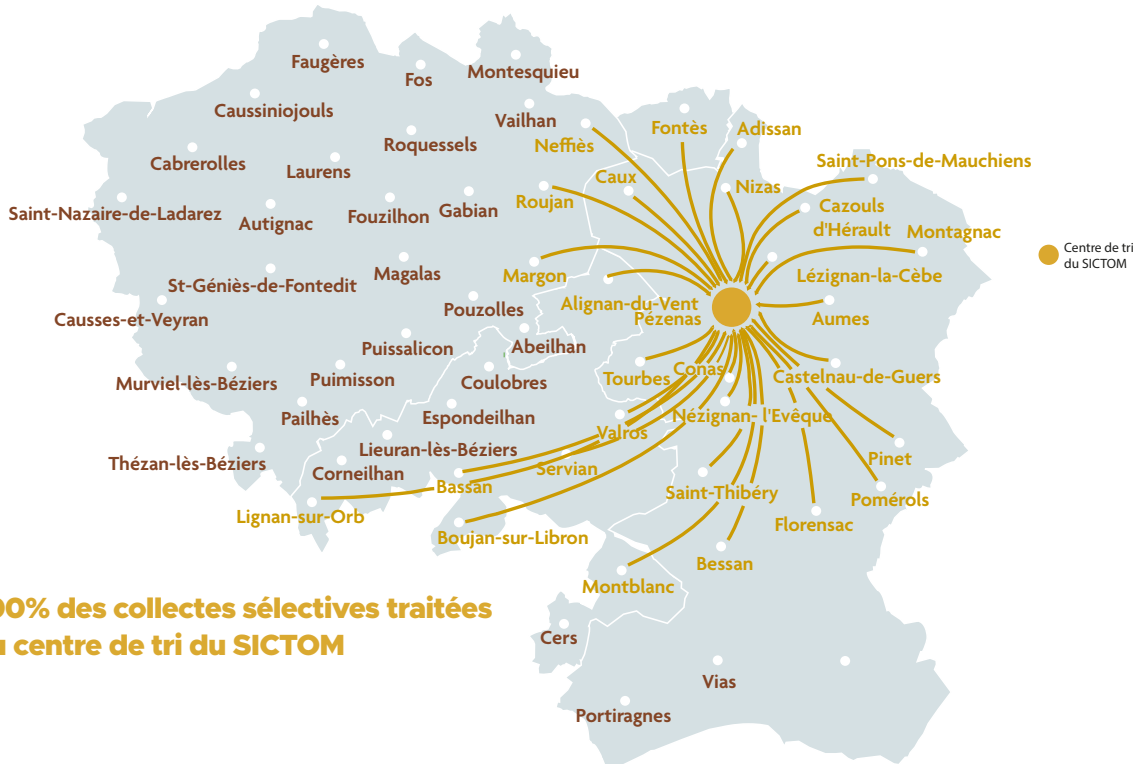 Faugères
Fos
Montesquieu
Caussiniojouls
Vailhan
Fontès
Adissan
Roquessels
Neffiès
Cabrerolles
Laurens
Saint-Pons-de-Mauchiens
Caux
Nizas
Saint-Nazaire-de-Ladarez
Autignac
Fouzilhon
Gabian
Roujan
Cazouls
d'Hérault
Montagnac
Centre de tri
du SICTOM
St-Géniès-de-Fontedit
Magalas
Margon
Lézignan-la-Cèbe
Causses-et-Veyran
Pouzolles
Alignan-du-Vent
Pézenas
Aumes
Puissalicon
Abeilhan
Murviel-lès-Béziers
Puimisson
Coulobres
Tourbes
Conas
Castelnau-de-Guers
Pailhès
Espondeilhan
Nézignan- l'Evêque
Valros
Thézan-lès-Béziers
Lieuran-lès-Béziers
Corneilhan
Servian
Pinet
Bassan
Saint-Thibéry
Pomérols
Lignan-sur-Orb
Florensac
Boujan-sur-Libron
Bessan
Montblanc
00% des collectes sélectives traitées
centre de tri du SICTOM
Cers
Vias
Portiragnes